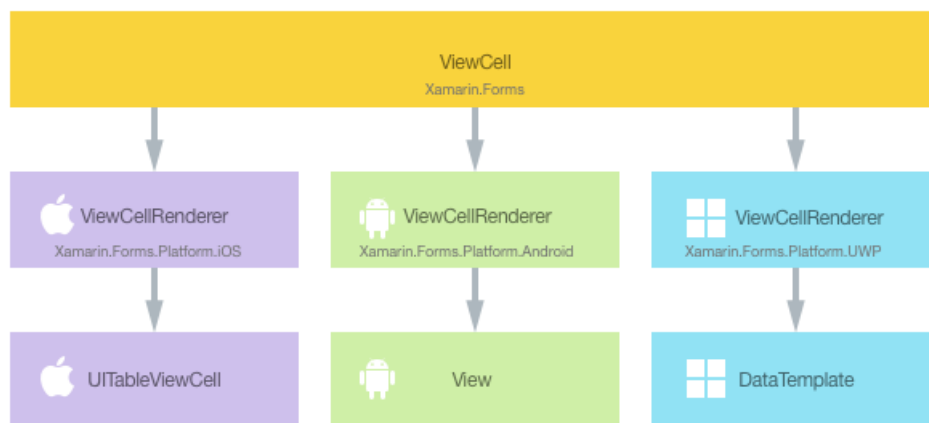 ViewCell
Xamarin.Forms
ViewCellRenderer
Xamarin.Forms.Platform.iOS
ViewCellRenderer
Xamarin.Forms.Platform.Android
ViewCellRenderer
Xamarin.Forms.Platform.UWP
UITableViewCell
View
DataTemplate